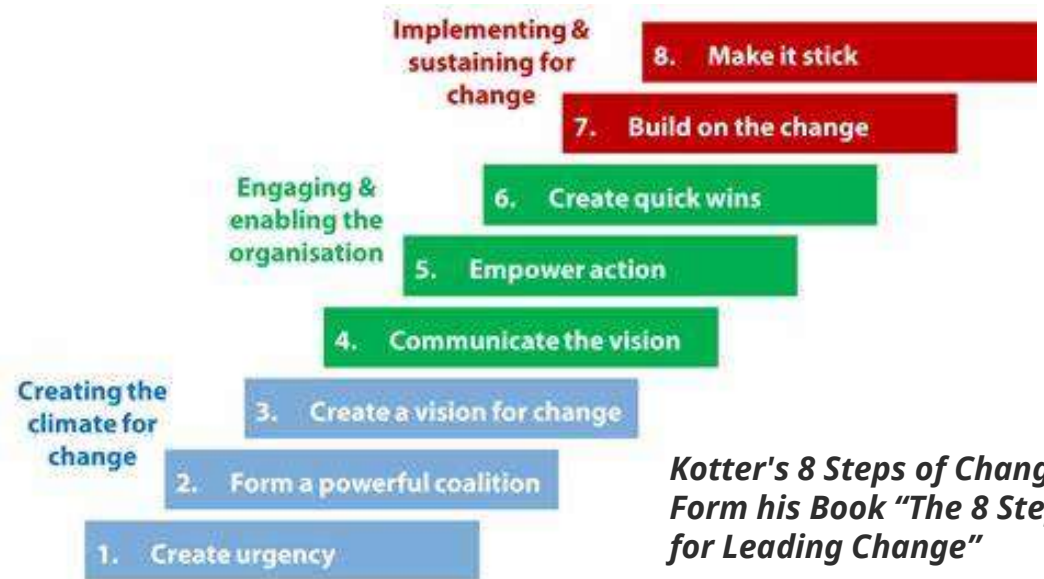 Implementing &
sustaining for
change
8. Make it stick
7. Build on the change
Engaging &
enabling the
organisation
6. Create quick wins
5. Empower action
4. Communicate the vision
Creating the
climate for
change
3. Create a vision for change
2. Form a powerful coalition
1. Create urgency
Kotter's 8 Steps of Chang
Form his Book “The 8 Ste
for Leading Change”